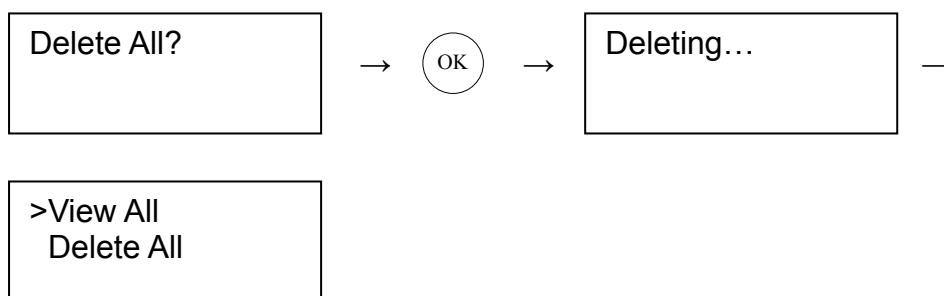 Delete All?
→ OK → Deleting…
>View All
Delete All